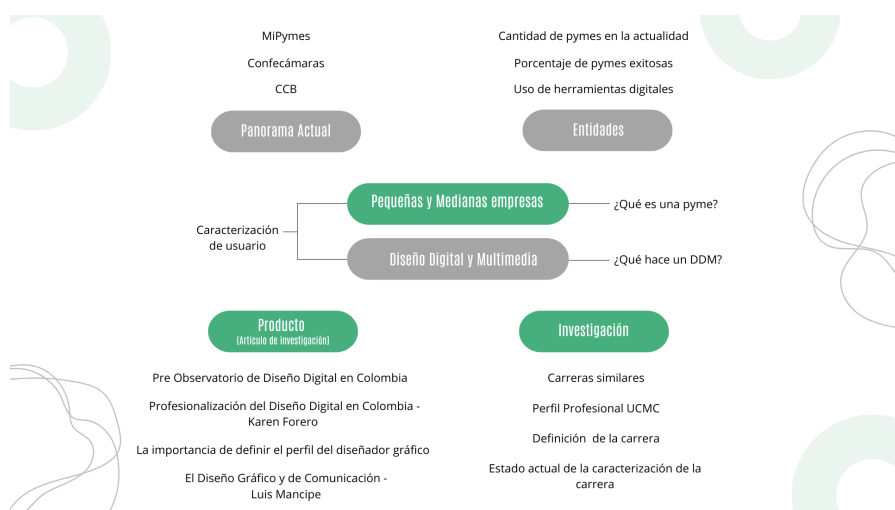 MiPymes
Confecámaras
CCB
Panorama Actual
Cantidad de pymes en la actualidad
Porcentaje de pymes exitosas
Uso de herramientas digitales
Entidades
Caracterización
de usuario
Pequeñas y Medianas empresas
¿Qué es una pyme?
Diseño Digital y Multimedia
¿Qué hace un DDM?
Producto
(Artículo de investigación)
Pre Observatorio de Diseño Digital en Colombia
Profesionalización del Diseño Digital en Colombia -
Karen Forero
La importancia de definir el perfil del diseñador gráfico
El Diseño Gráfico y de Comunicación -
Luis Mancipe
Investigación
Carreras similares
Perfil Profesional UCMC
Definición de la carrera
Estado actual de la caracterización de la
carrera